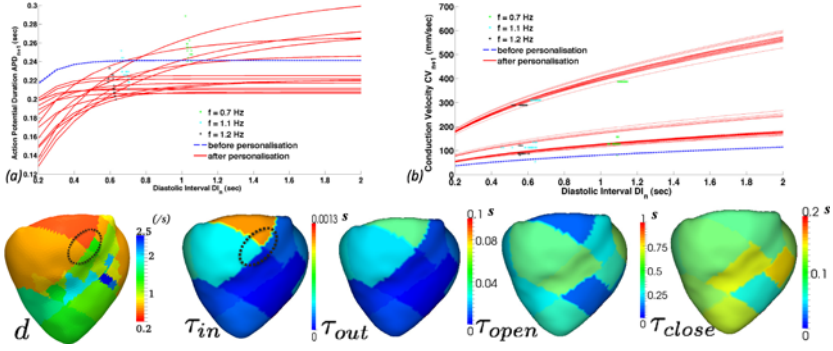 Action Potential Duration APD n+1 (sec)
0.3
0.28
0.26
0.24
0.22
0.2
0.18
0.16
0.14
0.12
f = 0.7 Hz
f = 1.1 Hz
f = 1.2 Hz
before personalisation
after personalisation
0.2 0.4 0.6 0.8 1 1.2 1.4 1.6 1.8 2
(a) Diastolic Interval DIn (sec)
Conduction Velocity CV n+1 (mm/sec)
700
600
500
400
300
200
100
0
f = 0.7 Hz
f = 1.1 Hz
f = 1.2 Hz
before personalisation
after personalisation
0.2 0.4 0.6 0.8 1 1.2 1.4 1.6 1.8 2
(b) Diastolic Interval DIn (sec)
(/s)
2.5
2
1
0.2
d
0.0013 s
0
τin
τout
0.1 s
0.08
0.04
0
τopen
1 s
0.75
0.5
0.25
0
τclose
0.2 s
0.1
0